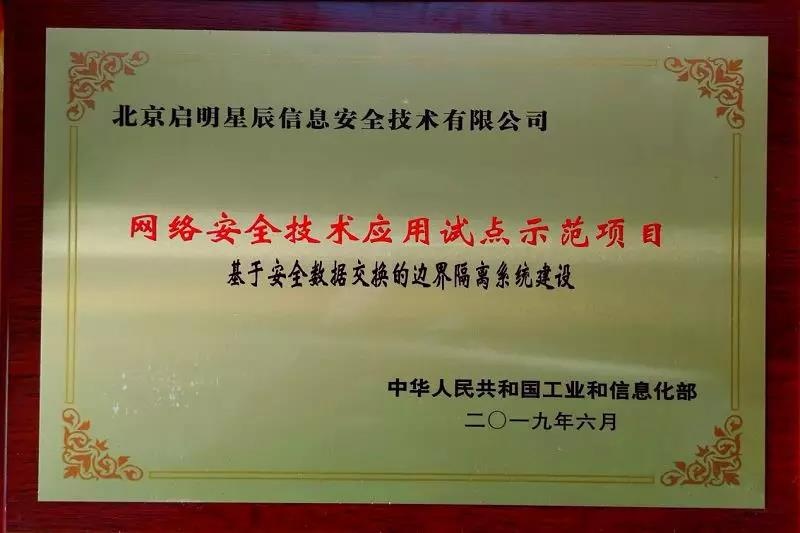 北京启明星辰信息安全技术有限公司
网络安全技术应用试点示范项目
基于安全数据交换的边界隔离系统建设
中华人民共和国工业和信息化部
二〇一九年六月